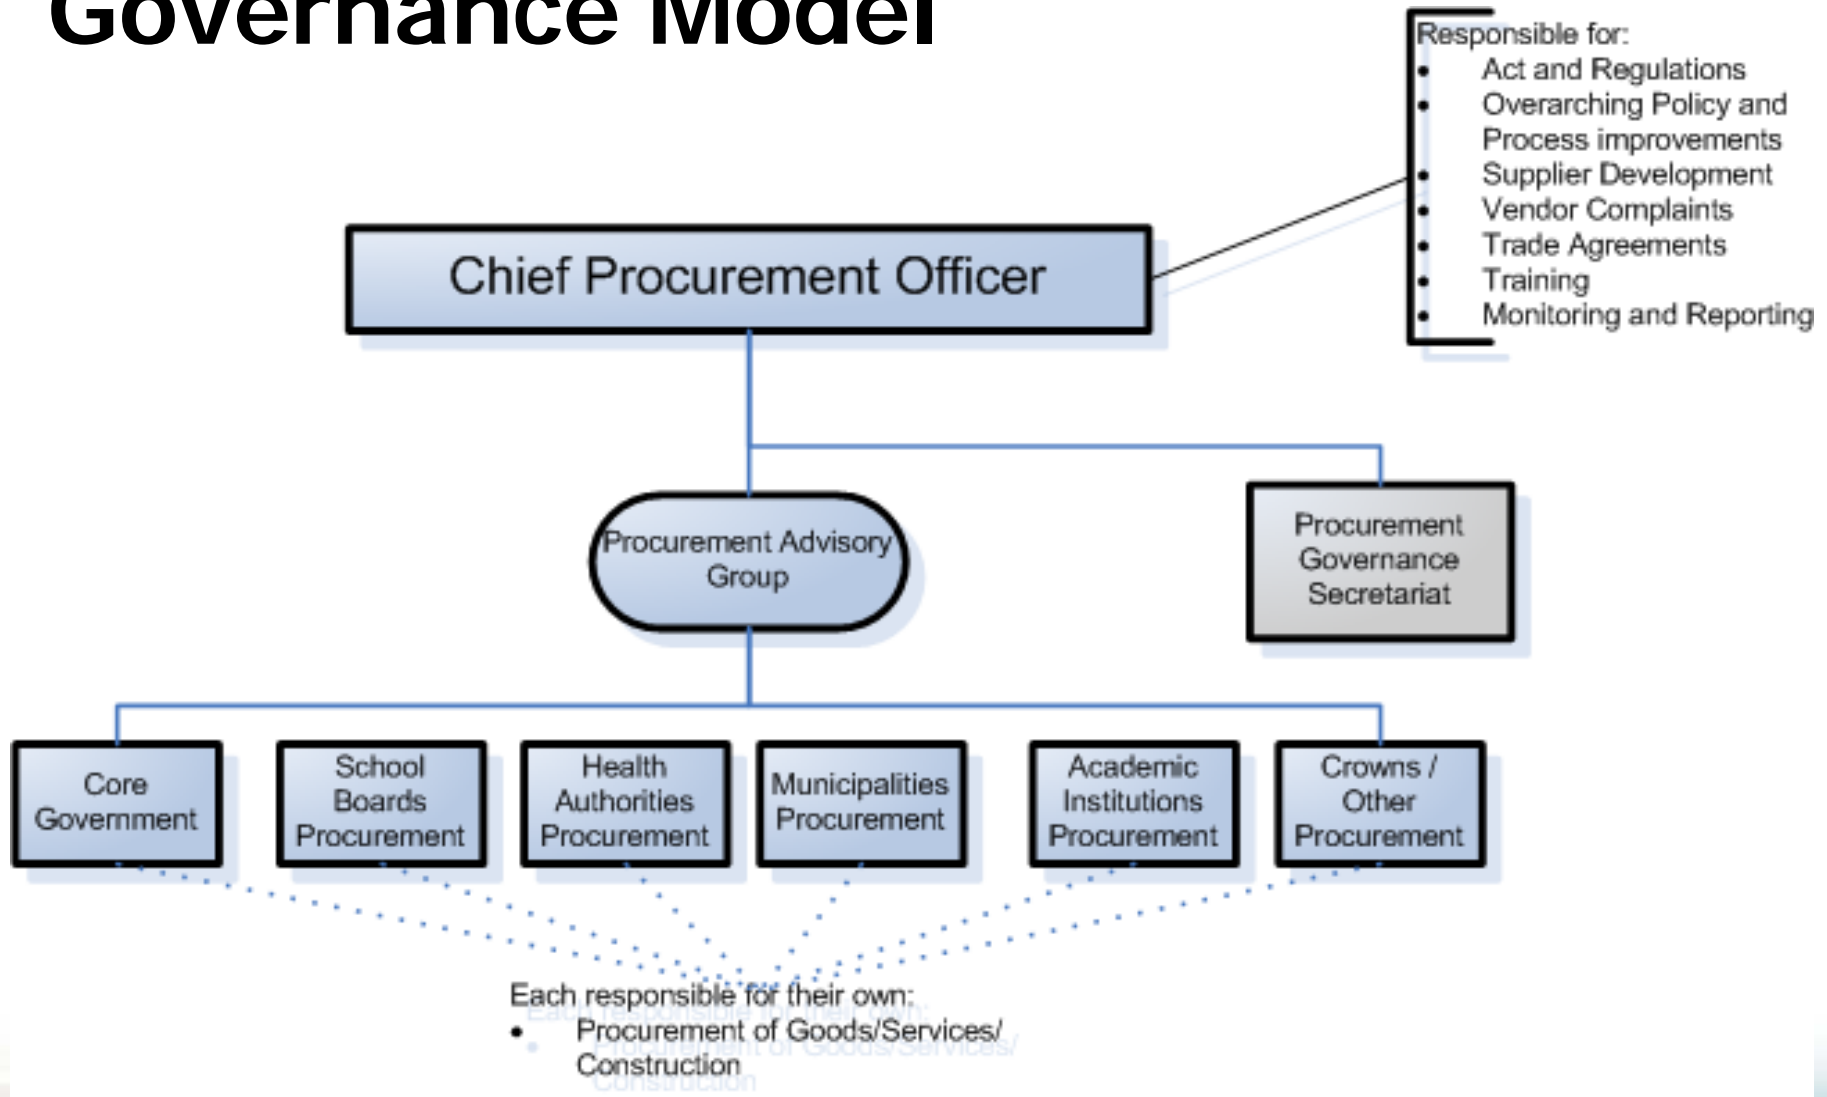 Governance Model
Responsible for:
• Act and Regulations
• Overarching Policy and
Process improvements
• Supplier Development
• Vendor Complaints
• Trade Agreements
• Training
• Monitoring and Reporting
Chief Procurement Officer
Procurement Advisory
Group
Procurement
Governance
Secretariat
Core
Government
School
Boards
Procurement
Health
Authorities
Procurement
Municipalities
Procurement
Academic
Institutions
Procurement
Crowns /
Other
Procurement
Each responsible for their own:
• Procurement of Goods/Services/
Construction